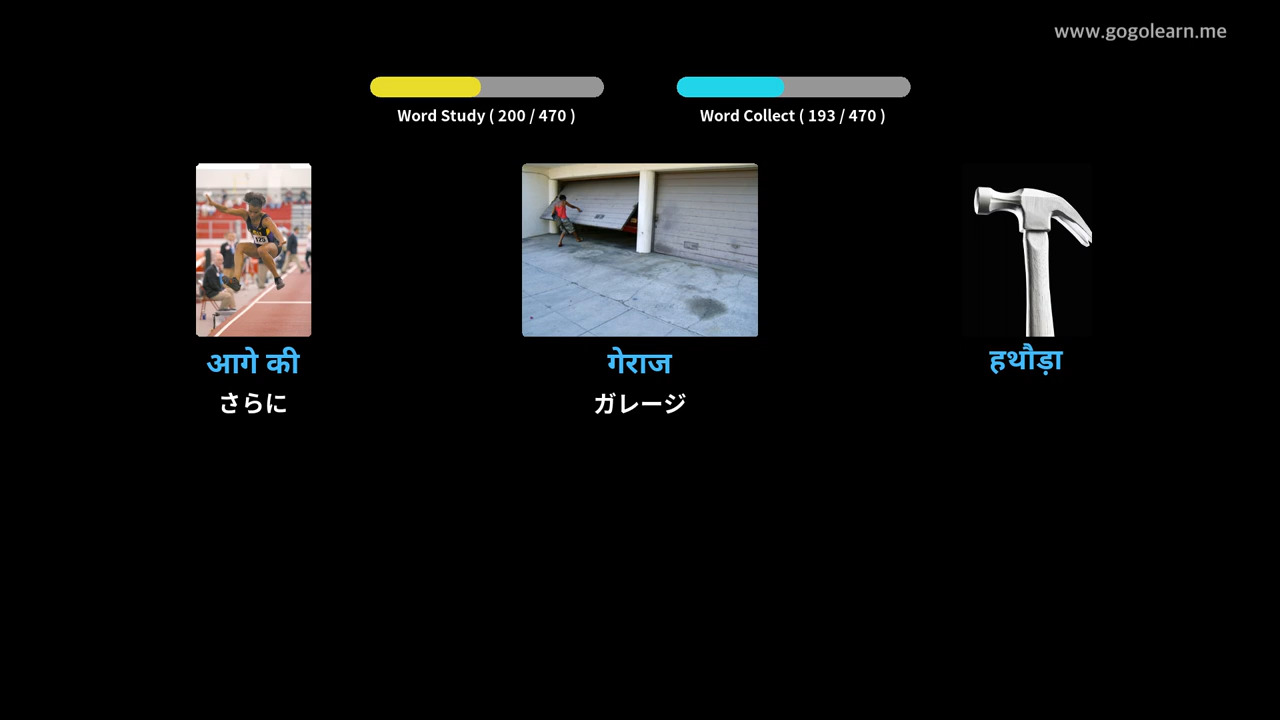 www.gogolearn.me
Word Study ( 200 / 470 )
Word Collect ( 193 / 470 )
आगे की
गेराज
हथौड़ा
さらに
ガレージ